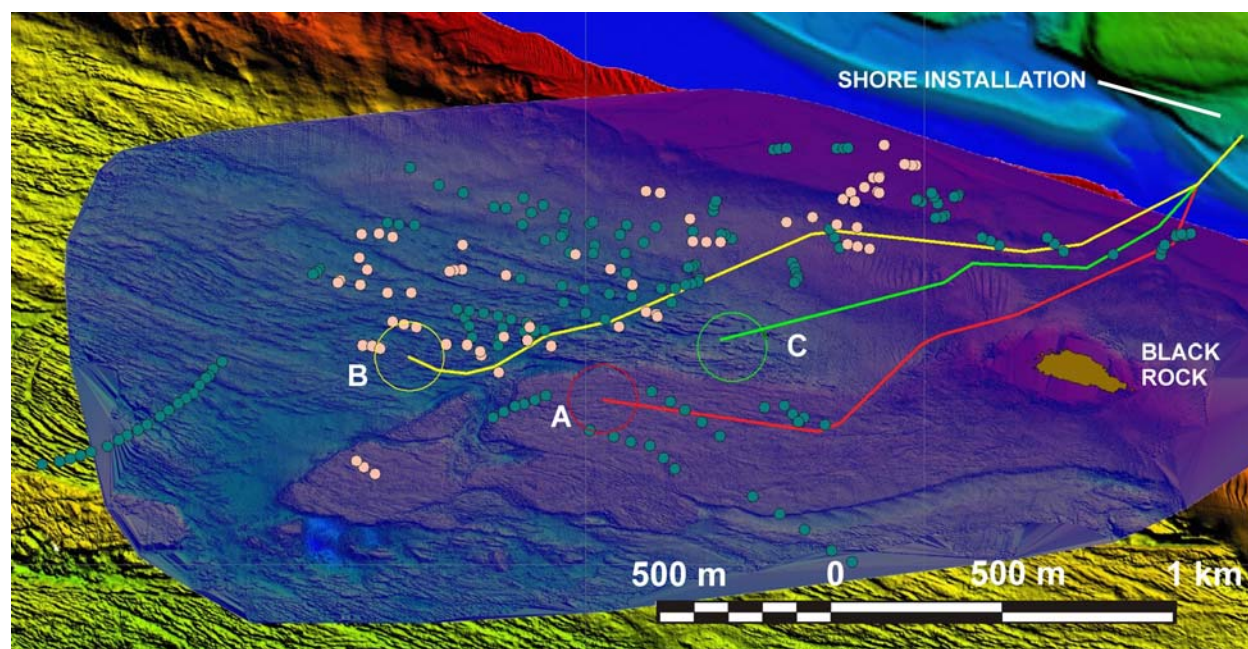 SHORE INSTALLATION
C
B
BLACK
ROCK
A
500 m 0 500 m 1 km